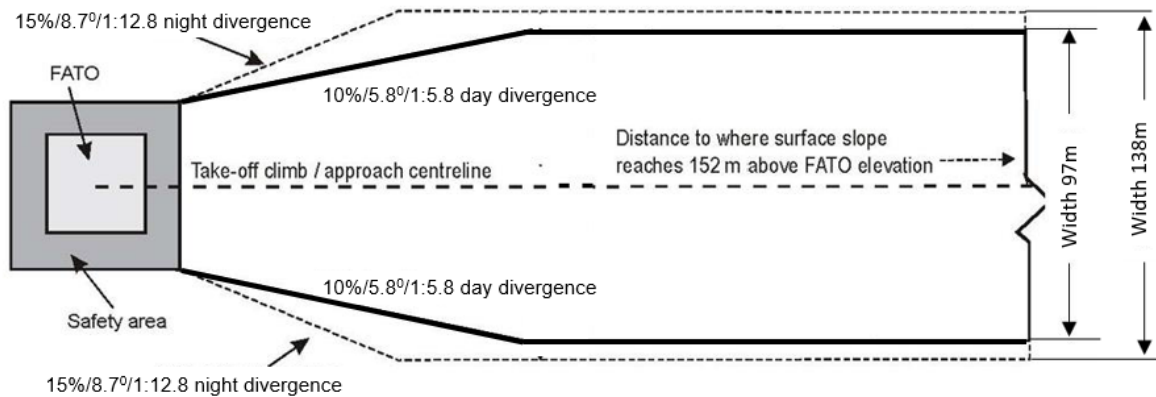 15%/8.7⁰/1:12.8 night divergence
FATO
10%/5.8⁰/1:5.8 day divergence
Distance to where surface slope
reaches 152 m above FATO elevation
Take-off climb / approach centreline
Width 97m
Width 138m
10%/5.8⁰/1:5.8 day divergence
Safety area
15%/8.7⁰/1:12.8 night divergence